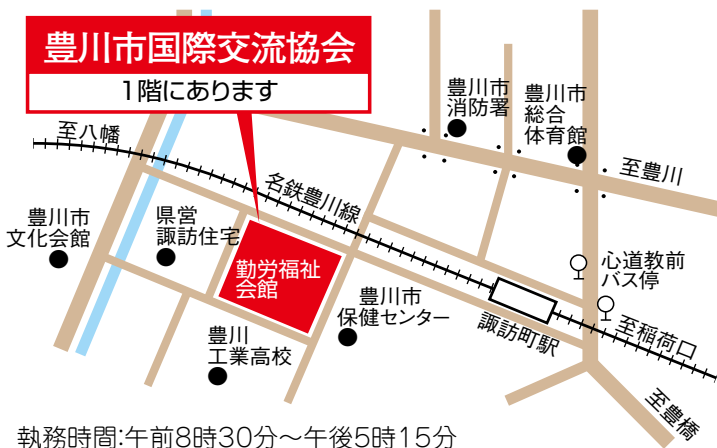 豊川市国際交流協会
1階にあります
豊川市
消防署
豊川市
総合
体育館
至八幡
至豊川
名鉄豊川線
豊川市
文化会館
県営
諏訪住宅
勤労福祉
会館
心道教前
バス停
豊川市
保健センター
諏訪町駅
至稲荷口
豊川
工業高校
至豊橋
執務時間:午前8時30分～午後5時15分